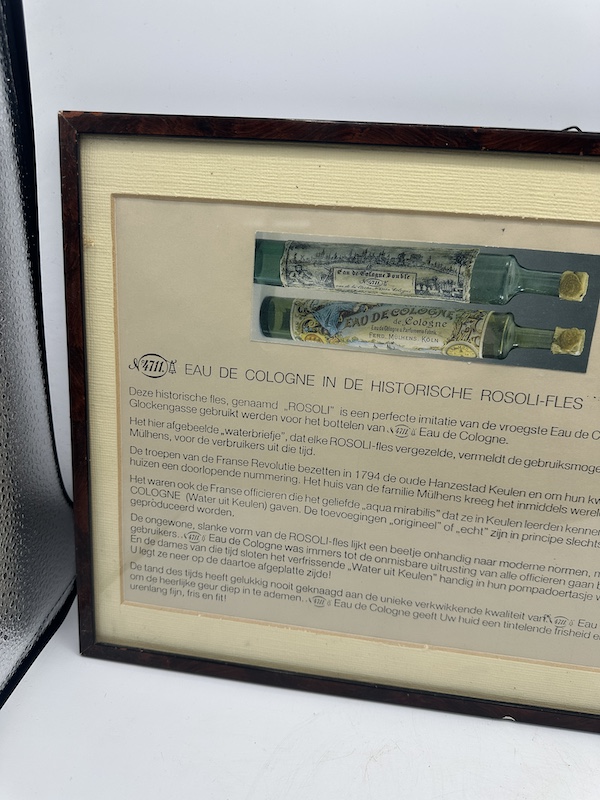 Eau de Cologne Double
Nº 4711.
EAU DE COLOGNE
de Cologne
FERD. MÜLHENS KÖLN
Nº 4711. EAU DE COLOGNE IN DE HISTORISCHE ROSOLI-FLES
Deze historische fles, genaamd „ROSOLI” is een perfecte imitatie van de vroegste Eau de
Glockengasse gebruikt werden voor het bottelen van Nº 4711. Eau de Cologne.
Het hier afgebeelde „waterbriefje”, dat elke ROSOLI-fles vergezelde, vermeldt de
Mülhens, voor de verbruikers uit die tijd.
De troepen van de Franse Revolutie bezetten in 1794 de oude Hanzestad Keulen en om hun
huizen een doorlopende nummering. Het huis van de familie Mülhens kreeg het inmiddels
Het waren ook de Franse officieren die het geliefde „aqua mirabilis” dat ze in Keulen leerden
COLOGNE (Water uit Keulen) gaven. De toevoegingen „origineel” of „echt” zijn in principe
geproduceerd worden.
De ongewone, slanke vorm van de ROSOLI-fles lijkt een beetje onhandig naar moderne normen,
gebruikers. Nº 4711. Eau de Cologne was immers tot de onmisbare uitrusting van alle officieren gaan
En de dames van die tijd sloten het verfrissende „Water uit Keulen” handig in hun pompadoertasje
U legt ze neer op de daartoe afgeplatte zijde!
De tand des tijds heeft gelukkig nooit geknaagd aan de unieke verkwikkende kwaliteit van Nº 4711. Eau
om de heerlijke geur diep in te ademen. Nº 4711. Eau de Cologne geeft Uw huid een tintelende frisheid
urenlang fijn, fris en fit!